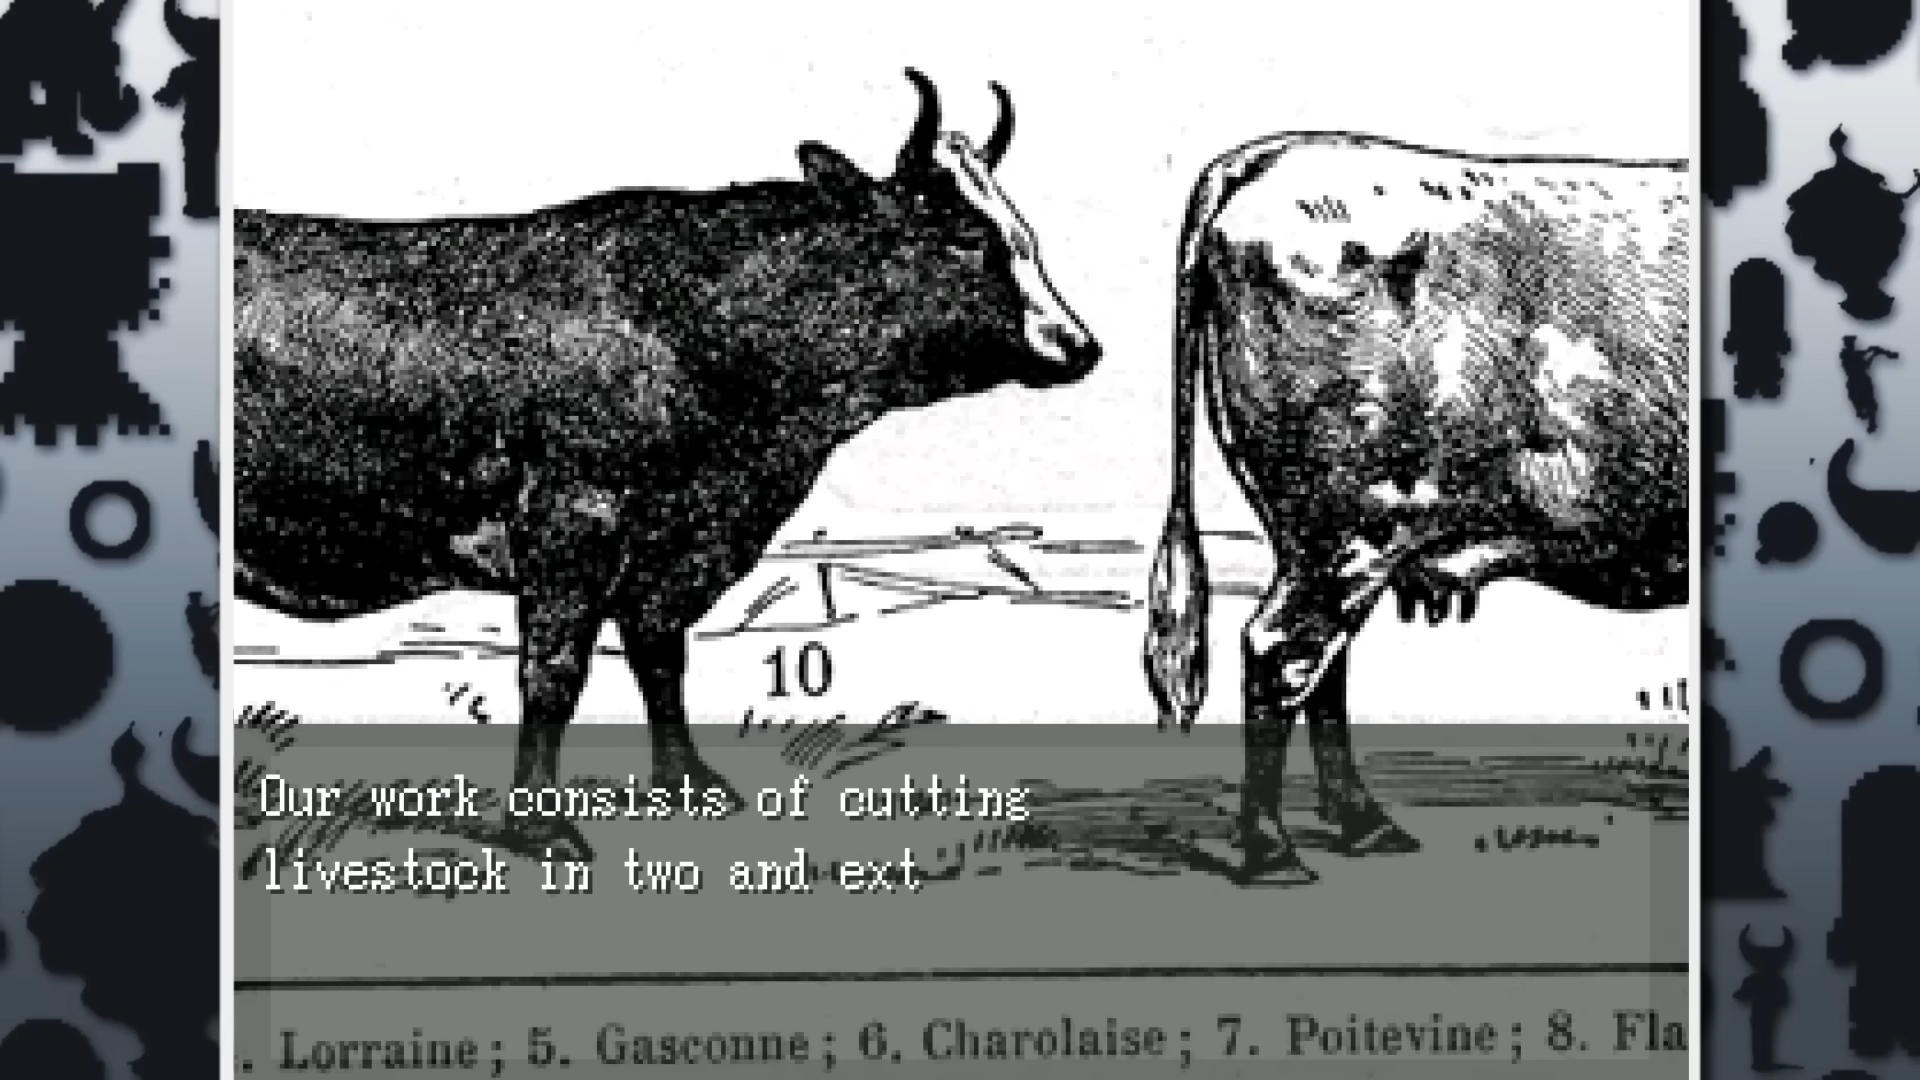 10
Our work consists of cutting
livestock in two and ext
. Lorraine ; 5. Gasconne ; 6. Charolaise ; 7. Poitevine ; 8. Fla